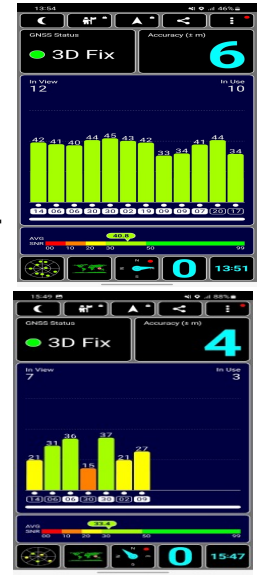 13:54 46%
GNSS Status Accuracy (± m)
3D Fix 6
In View In Use
12 10
42 41 40 44 45 43 42 33 34 41 44 34
14 06 06 30 30 02 19 09 09 07 20 17
40.8
AVG
SNR 00 10 20 30 50 99
N
0 13:51
15:49 88%
GNSS Status Accuracy (± m)
3D Fix 4
In View In Use
7 3
21 31 36 15 37 21 27
14 06 06 30 30 02 09
33.4
AVG
SNR 00 10 20 30 50 99
N
0 15:47